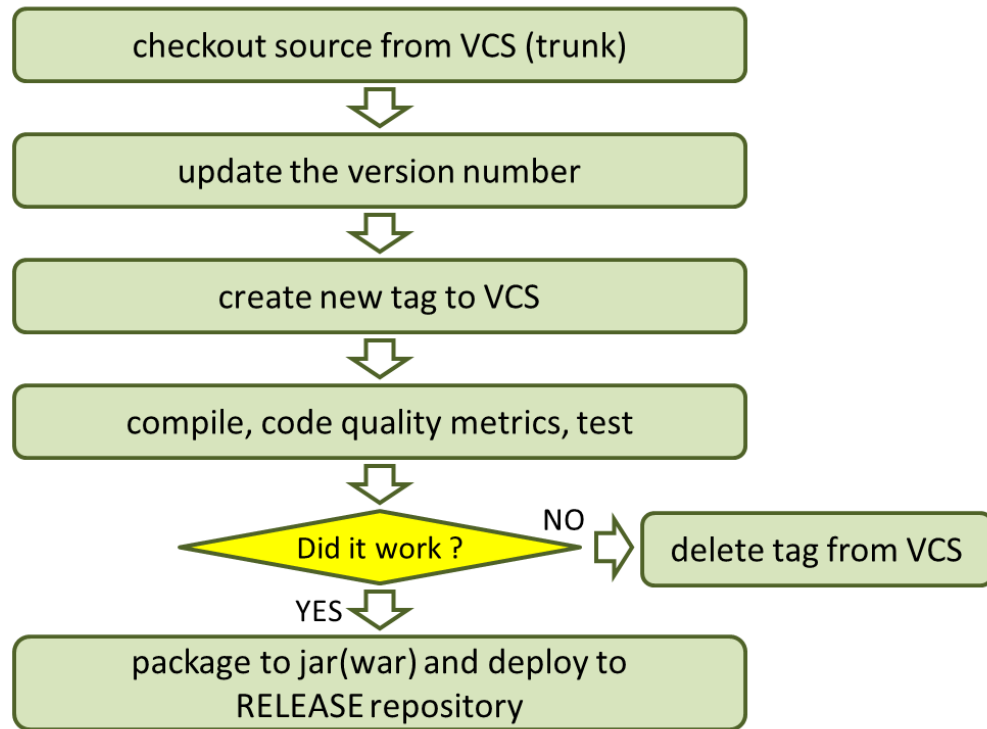 checkout source from VCS (trunk)
update the version number
create new tag to VCS
compile, code quality metrics, test
Did it work ?
NO
delete tag from VCS
YES
package to jar(war) and deploy to
RELEASE repository